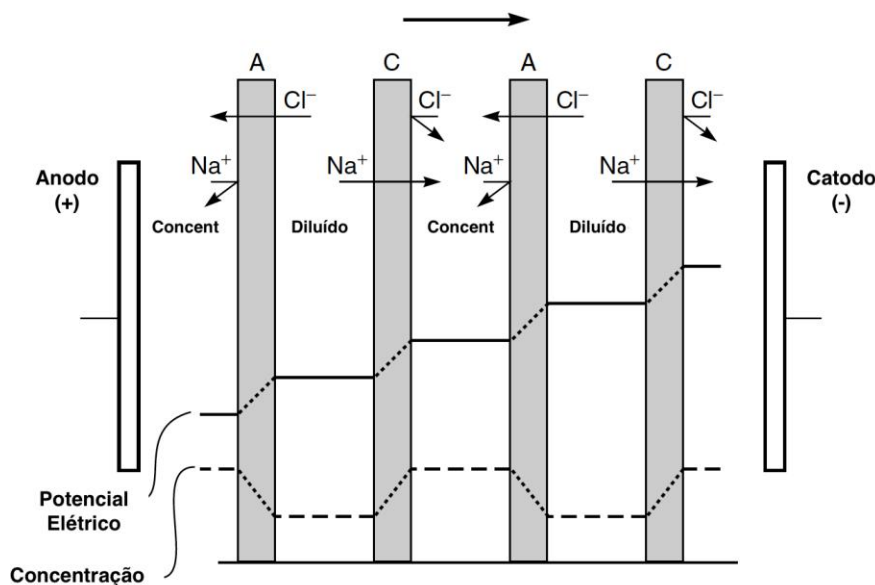 A C A C
Cl⁻ Cl⁻ Cl⁻ Cl⁻
Na⁺ Na⁺ Na⁺ Na⁺
Anodo
(+)
Catodo
(-)
Concent Diluído Concent Diluído
Potencial
Elétrico
Concentração